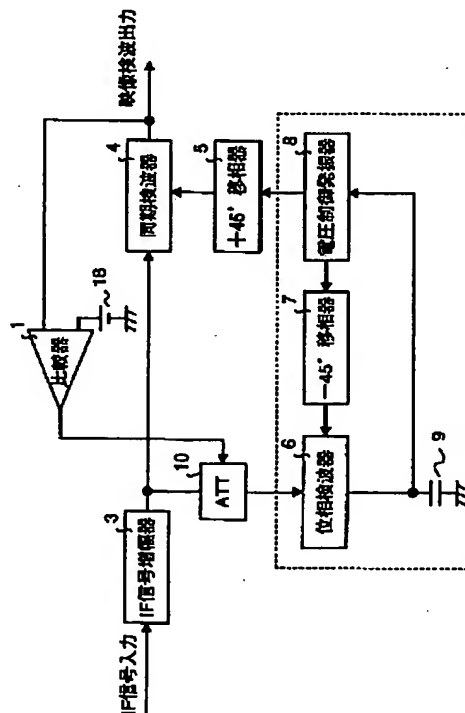 IF信号入力
3
IF信号増幅器
1
比較器
18
10
ATT
4
同期検波器
映像検波出力
5
+45° 移相器
6
位相検波器
7
-45° 移相器
8
電圧制御発振器
9